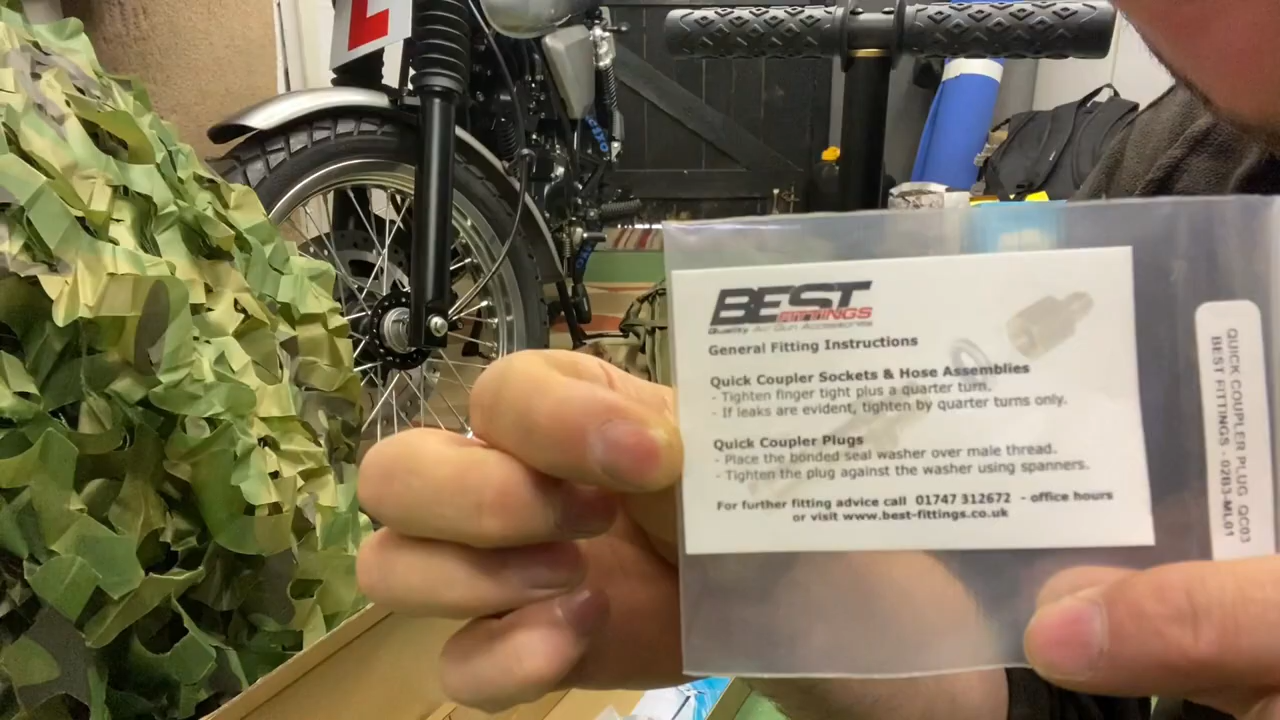 L
BEST
FITTINGS
Quality Air Gun Accessories
General Fitting Instructions
Quick Coupler Sockets & Hose Assemblies
- Tighten finger tight plus a quarter turn.
- If leaks are evident, tighten by quarter turns only.
Quick Coupler Plugs
- Place the bonded seal washer over male thread.
- Tighten the plug against the washer using spanners.
For further fitting advice call 01747 312672 - office hours
or visit www.best-fittings.co.uk
QUICK COUPLER PLUG QC03
BEST FITTINGS - 02B3-ML01